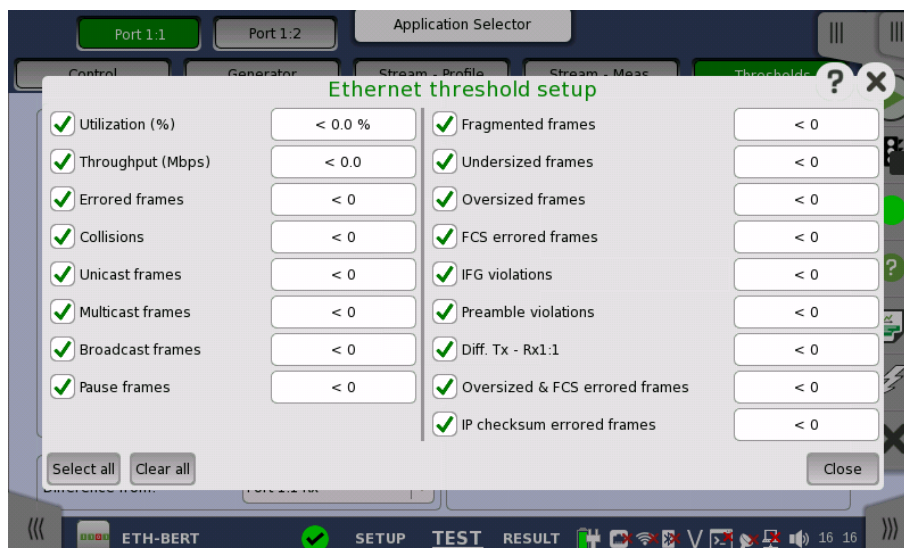 Port 1:1
Port 1:2
Application Selector
Control
Generator
Stream - Profile
Stream - Meas
Thresholds
?
Ethernet threshold setup
Utilization (%)
< 0.0 %
Fragmented frames
< 0
Throughput (Mbps)
< 0.0
Undersized frames
< 0
Errored frames
< 0
Oversized frames
< 0
Collisions
< 0
FCS errored frames
< 0
Unicast frames
< 0
IFG violations
< 0
Multicast frames
< 0
Preamble violations
< 0
Broadcast frames
< 0
Diff. Tx - Rx1:1
< 0
Pause frames
< 0
Oversized & FCS errored frames
< 0
IP checksum errored frames
< 0
Select all
Clear all
Close
Difference from:
Port 1:1 Rx
ETH-BERT
SETUP
TEST
RESULT
16 16